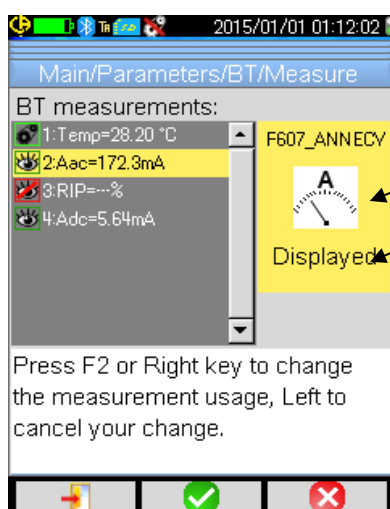 TA 2015/01/01 01:12:02
Main/Parameters/BT/Measure
BT measurements:
1:Temp=28.20 °C
2:Aac=172.3mA
3:RIP=---%
4:Adc=5.64mA
F607_ANNECY
A
Displayed
Press F2 or Right key to change
the measurement usage, Left to
cancel your change.